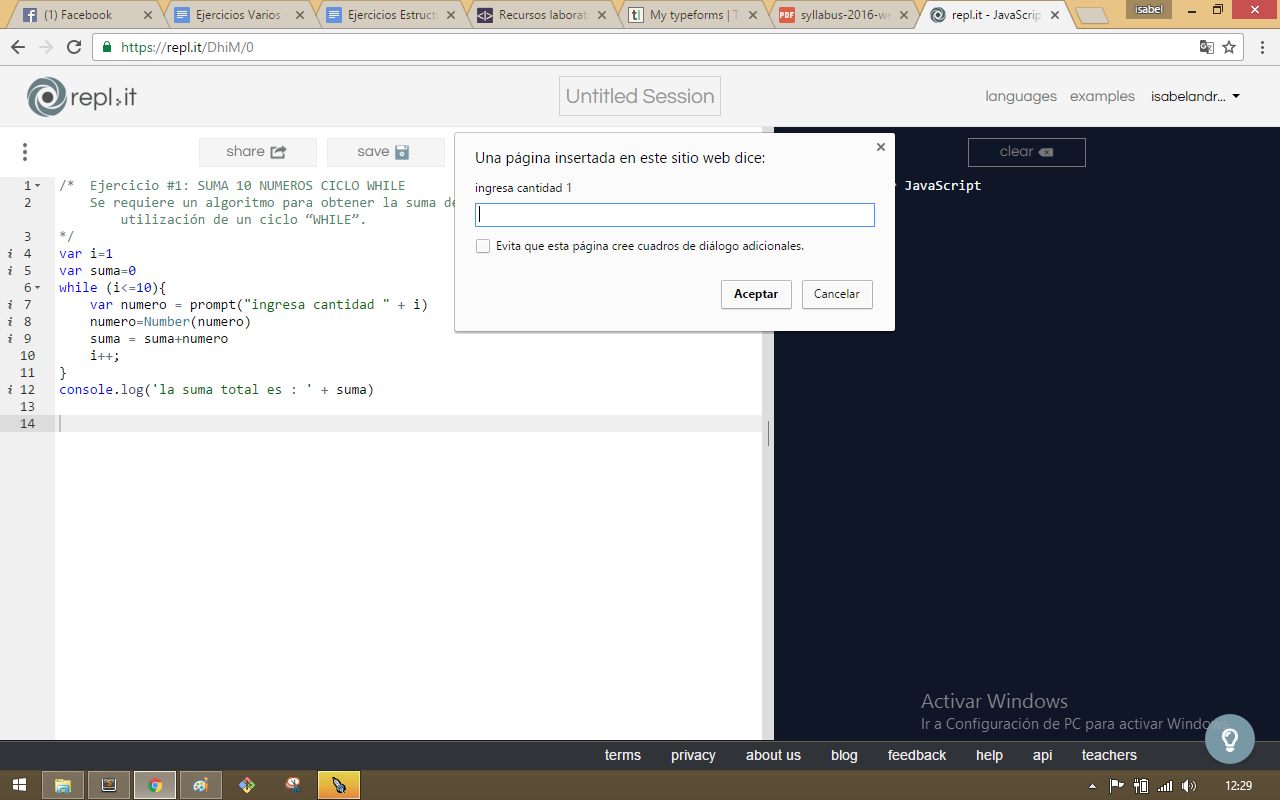 (1) Facebook
Ejercicios Varios -
Ejercicios Estruct
Recursos laborat
My typeforms | T
syllabus-2016-we
repl.it - JavaScrip
isabel
https://repl.it/DhiM/0
repl.it
Untitled Session
languages
examples
isabelandr...
share
save
clear
Una página insertada en este sitio web dice:
ingresa cantidad 1
Evita que esta página cree cuadros de diálogo adicionales.
Aceptar
Cancelar
JavaScript
1 /*  Ejercicio #1: SUMA 10 NUMEROS CICLO WHILE
2     Se requiere un algoritmo para obtener la suma de
        utilización de un ciclo “WHILE”.
3 */
i 4 var i=1
i 5 var suma=0
6 while (i<=10){
i 7     var numero = prompt("ingresa cantidad " + i)
i 8     numero=Number(numero)
i 9     suma = suma+numero
10     i++;
11 }
i 12 console.log('la suma total es : ' + suma)
13
14
Activar Windows
Ir a Configuración de PC para activar Windows.
terms
privacy
about us
blog
feedback
help
api
teachers
12:29